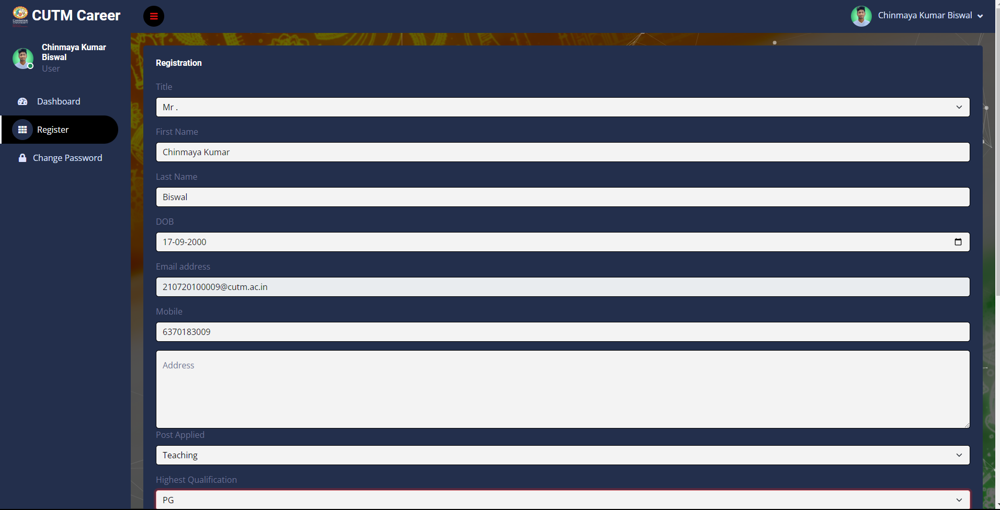 CUTM Career
Chinmaya Kumar Biswal
Chinmaya Kumar
Biswal
User
Dashboard
Register
Change Password
Registration
Title
Mr .
First Name
Chinmaya Kumar
Last Name
Biswal
DOB
17-09-2000
Email address
210720100009@cutm.ac.in
Mobile
6370183009
Address
Post Applied
Teaching
Highest Qualification
PG